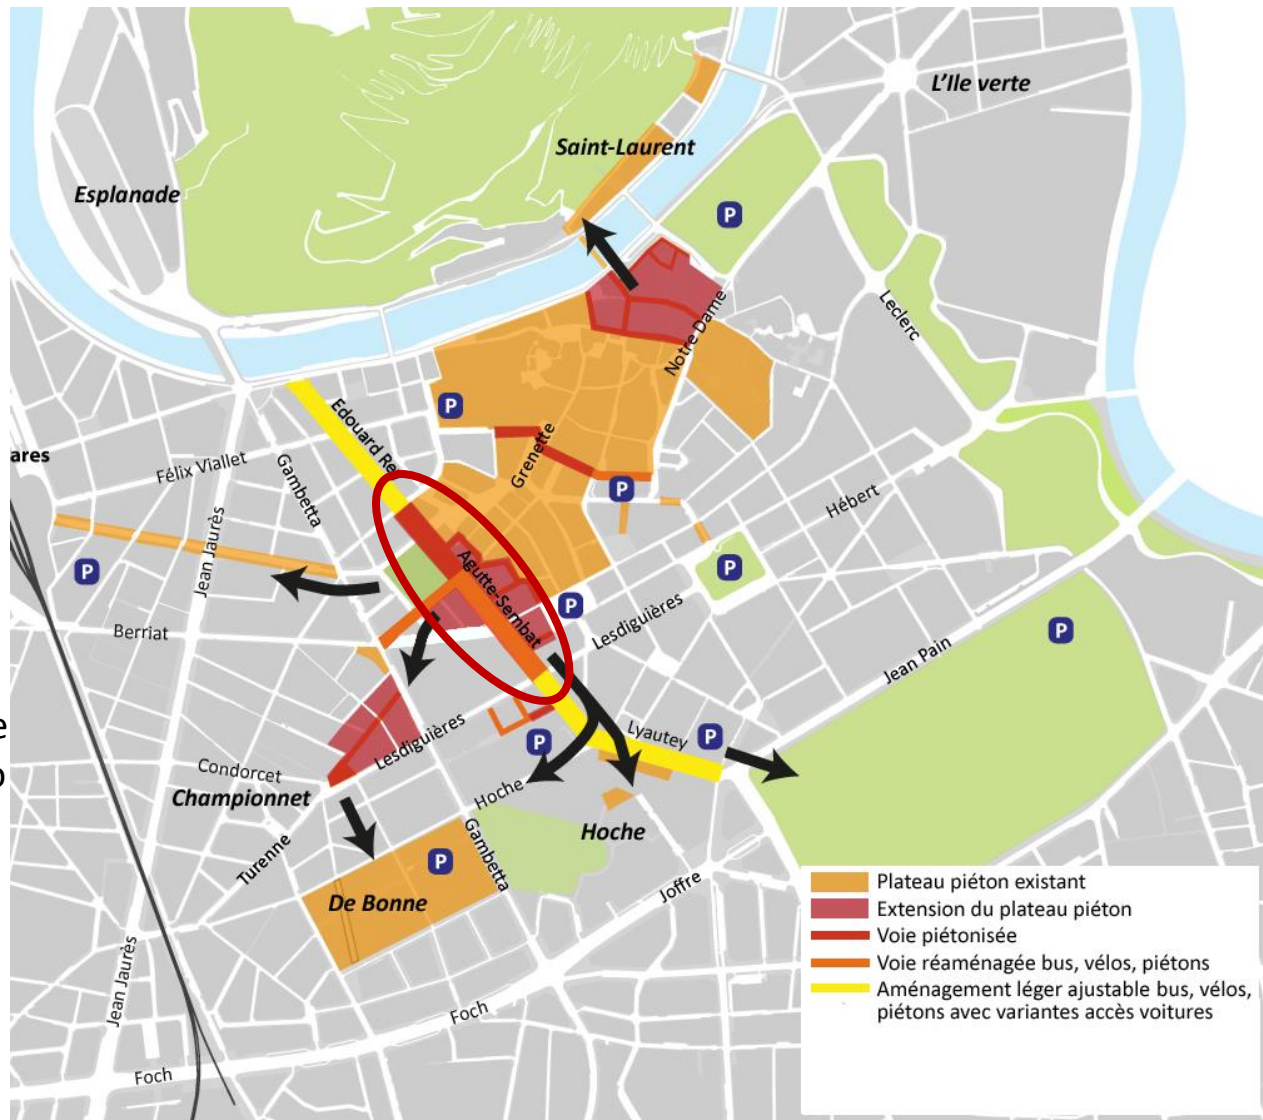 L'Ile verte
Saint-Laurent
P
Esplanade
Leclerc
Notre Dame
P
Edouard Re
ares
Félix Viallet
Gambetta
Grenette
P
Hébert
Jean Jaurès
P
P
Agutte-Sembat
P
Lesdiguières
P
Berriat
Jean Pain
Lesdiguières
Lyautey
P
P
e
Condorcet
Championnet
Hoche
Hoche
Turenne
Gambetta
P
De Bonne
Joffre
Jean Jaurès
Foch
Foch
Plateau piéton existant
Extension du plateau piéton
Voie piétonisée
Voie réaménagée bus, vélos, piétons
Aménagement léger ajustable bus, vélos,
piétons avec variantes accès voitures